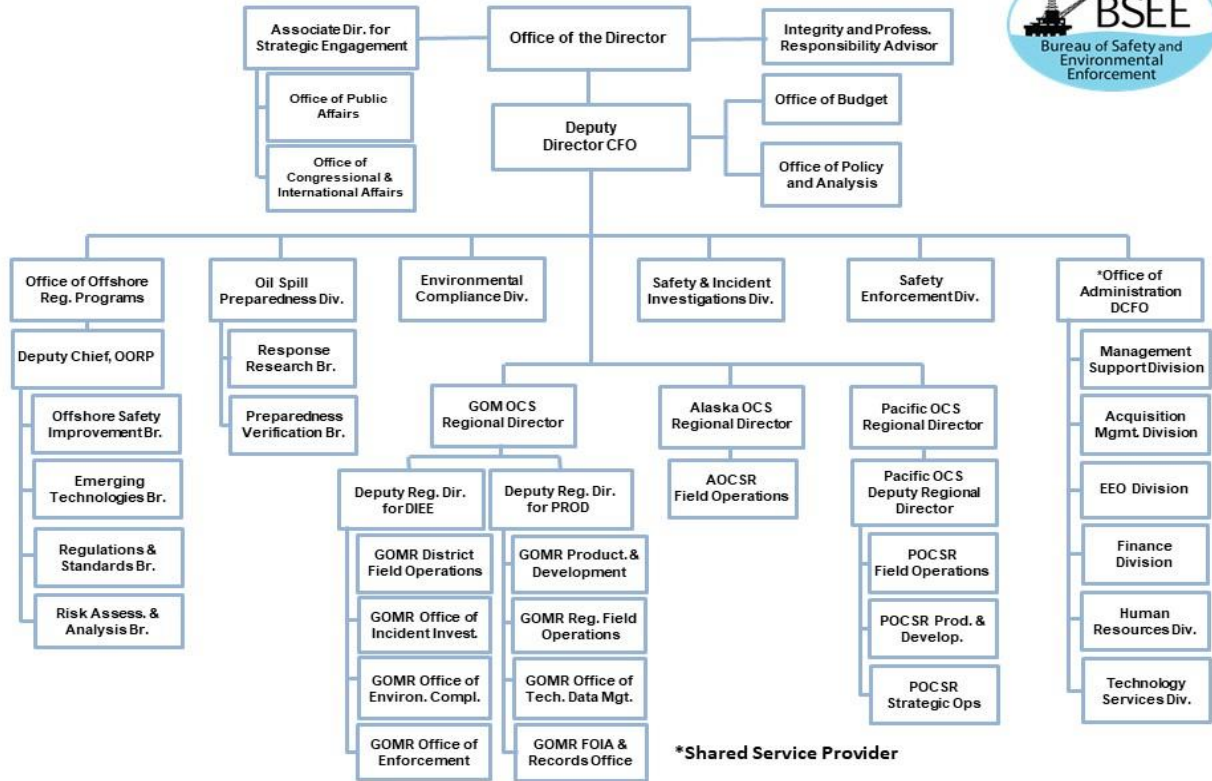 Associate Dir. for
Strategic Engagement
Office of the Director
Integrity and Profess.
Responsibility Advisor
BSEE
Bureau of Safety and
Environmental
Enforcement
Office of Public
Affairs
Office of
Congressional &
International Affairs
Deputy
Director CFO
Office of Budget
Office of Policy
and Analysis
Office of Offshore
Reg. Programs
Oil Spill
Preparedness Div.
Environmental
Compliance Div.
Safety & Incident
Investigations Div.
Safety
Enforcement Div.
*Office of
Administration
DCFO
Deputy Chief, OORP
Offshore Safety
Improvement Br.
Emerging
Technologies Br.
Regulations &
Standards Br.
Risk Assess. &
Analysis Br.
Response
Research Br.
Preparedness
Verification Br.
GOM OCS
Regional Director
Deputy Reg. Dir.
for DIEE
GOMR District
Field Operations
GOMR Office of
Incident Invest.
GOMR Office of
Environ. Compl.
GOMR Office of
Enforcement
Deputy Reg. Dir.
for PROD
GOMR Product. &
Development
GOMR Reg. Field
Operations
GOMR Office of
Tech. Data Mgt.
GOMR FOIA &
Records Office
Alaska OCS
Regional Director
AOCSR
Field Operations
Pacific OCS
Regional Director
Pacific OCS
Deputy Regional
Director
POCSR
Field Operations
POCSR Prod. &
Develop.
POCSR
Strategic Ops
Management
Support Division
Acquisition
Mgmt. Division
EEO Division
Finance
Division
Human
Resources Div.
Technology
Services Div.
*Shared Service Provider